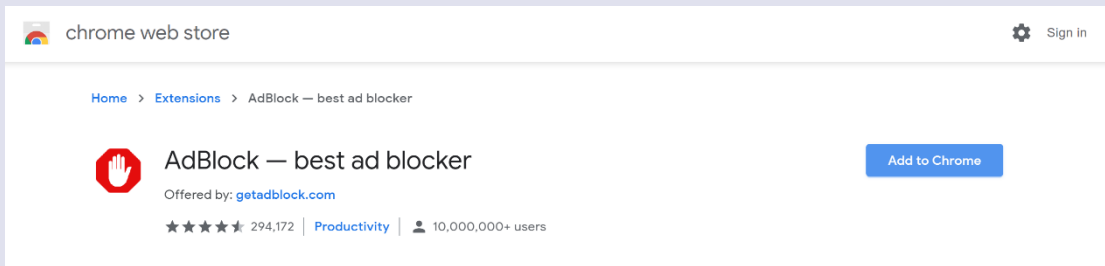 chrome web store
Sign in
Home > Extensions > AdBlock — best ad blocker
AdBlock — best ad blocker
Add to Chrome
Offered by: getadblock.com
294,172 | Productivity | 10,000,000+ users